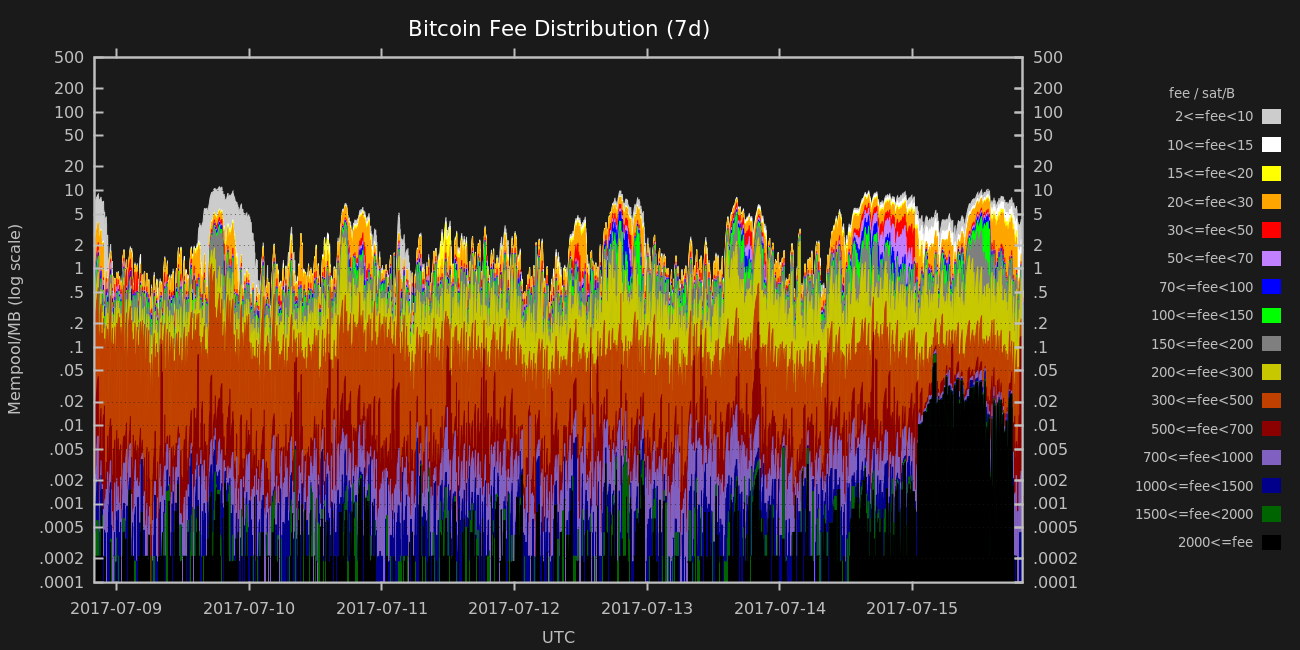 Bitcoin Fee Distribution (7d)
Mempool/MB (log scale)
500
200
100
50
20
10
5
2
1
.5
.2
.1
.05
.02
.01
.005
.002
.001
.0005
.0002
.0001
500
200
100
50
20
10
5
2
1
.5
.2
.1
.05
.02
.01
.005
.002
.001
.0005
.0002
.0001
2017-07-09 2017-07-10 2017-07-11 2017-07-12 2017-07-13 2017-07-14 2017-07-15
UTC
fee / sat/B
2<=fee<10
10<=fee<15
15<=fee<20
20<=fee<30
30<=fee<50
50<=fee<70
70<=fee<100
100<=fee<150
150<=fee<200
200<=fee<300
300<=fee<500
500<=fee<700
700<=fee<1000
1000<=fee<1500
1500<=fee<2000
2000<=fee